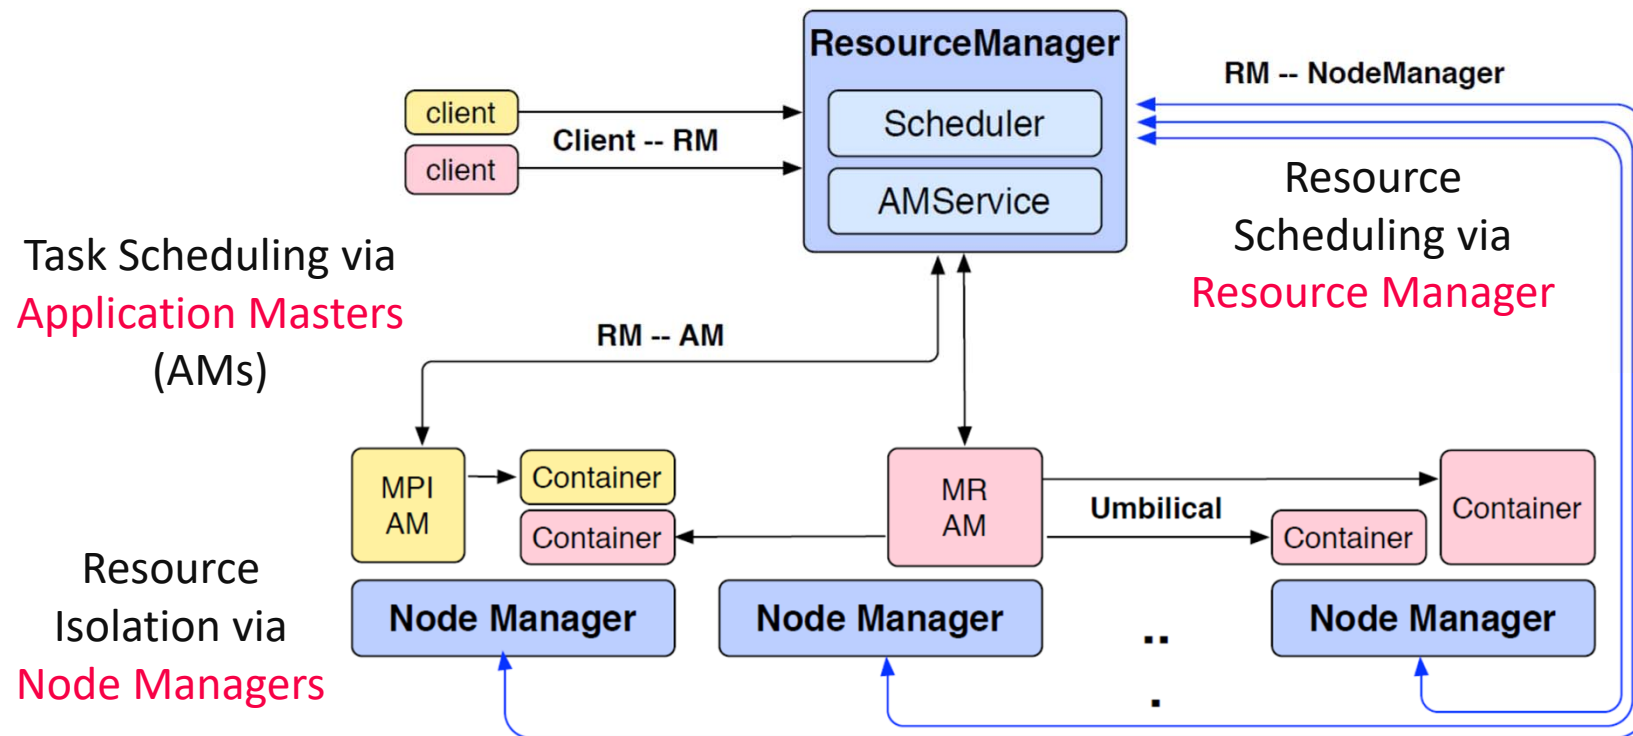 ResourceManager
RM -- NodeManager
client
Client -- RM
client
Scheduler
AMService
Resource
Scheduling via
Resource Manager
Task Scheduling via
Application Masters
(AMs)
RM -- AM
MPI
AM
Container
Container
MR
AM
Umbilical
Container
Container
Resource
Isolation via
Node Managers
Node Manager
Node Manager
..
.
Node Manager